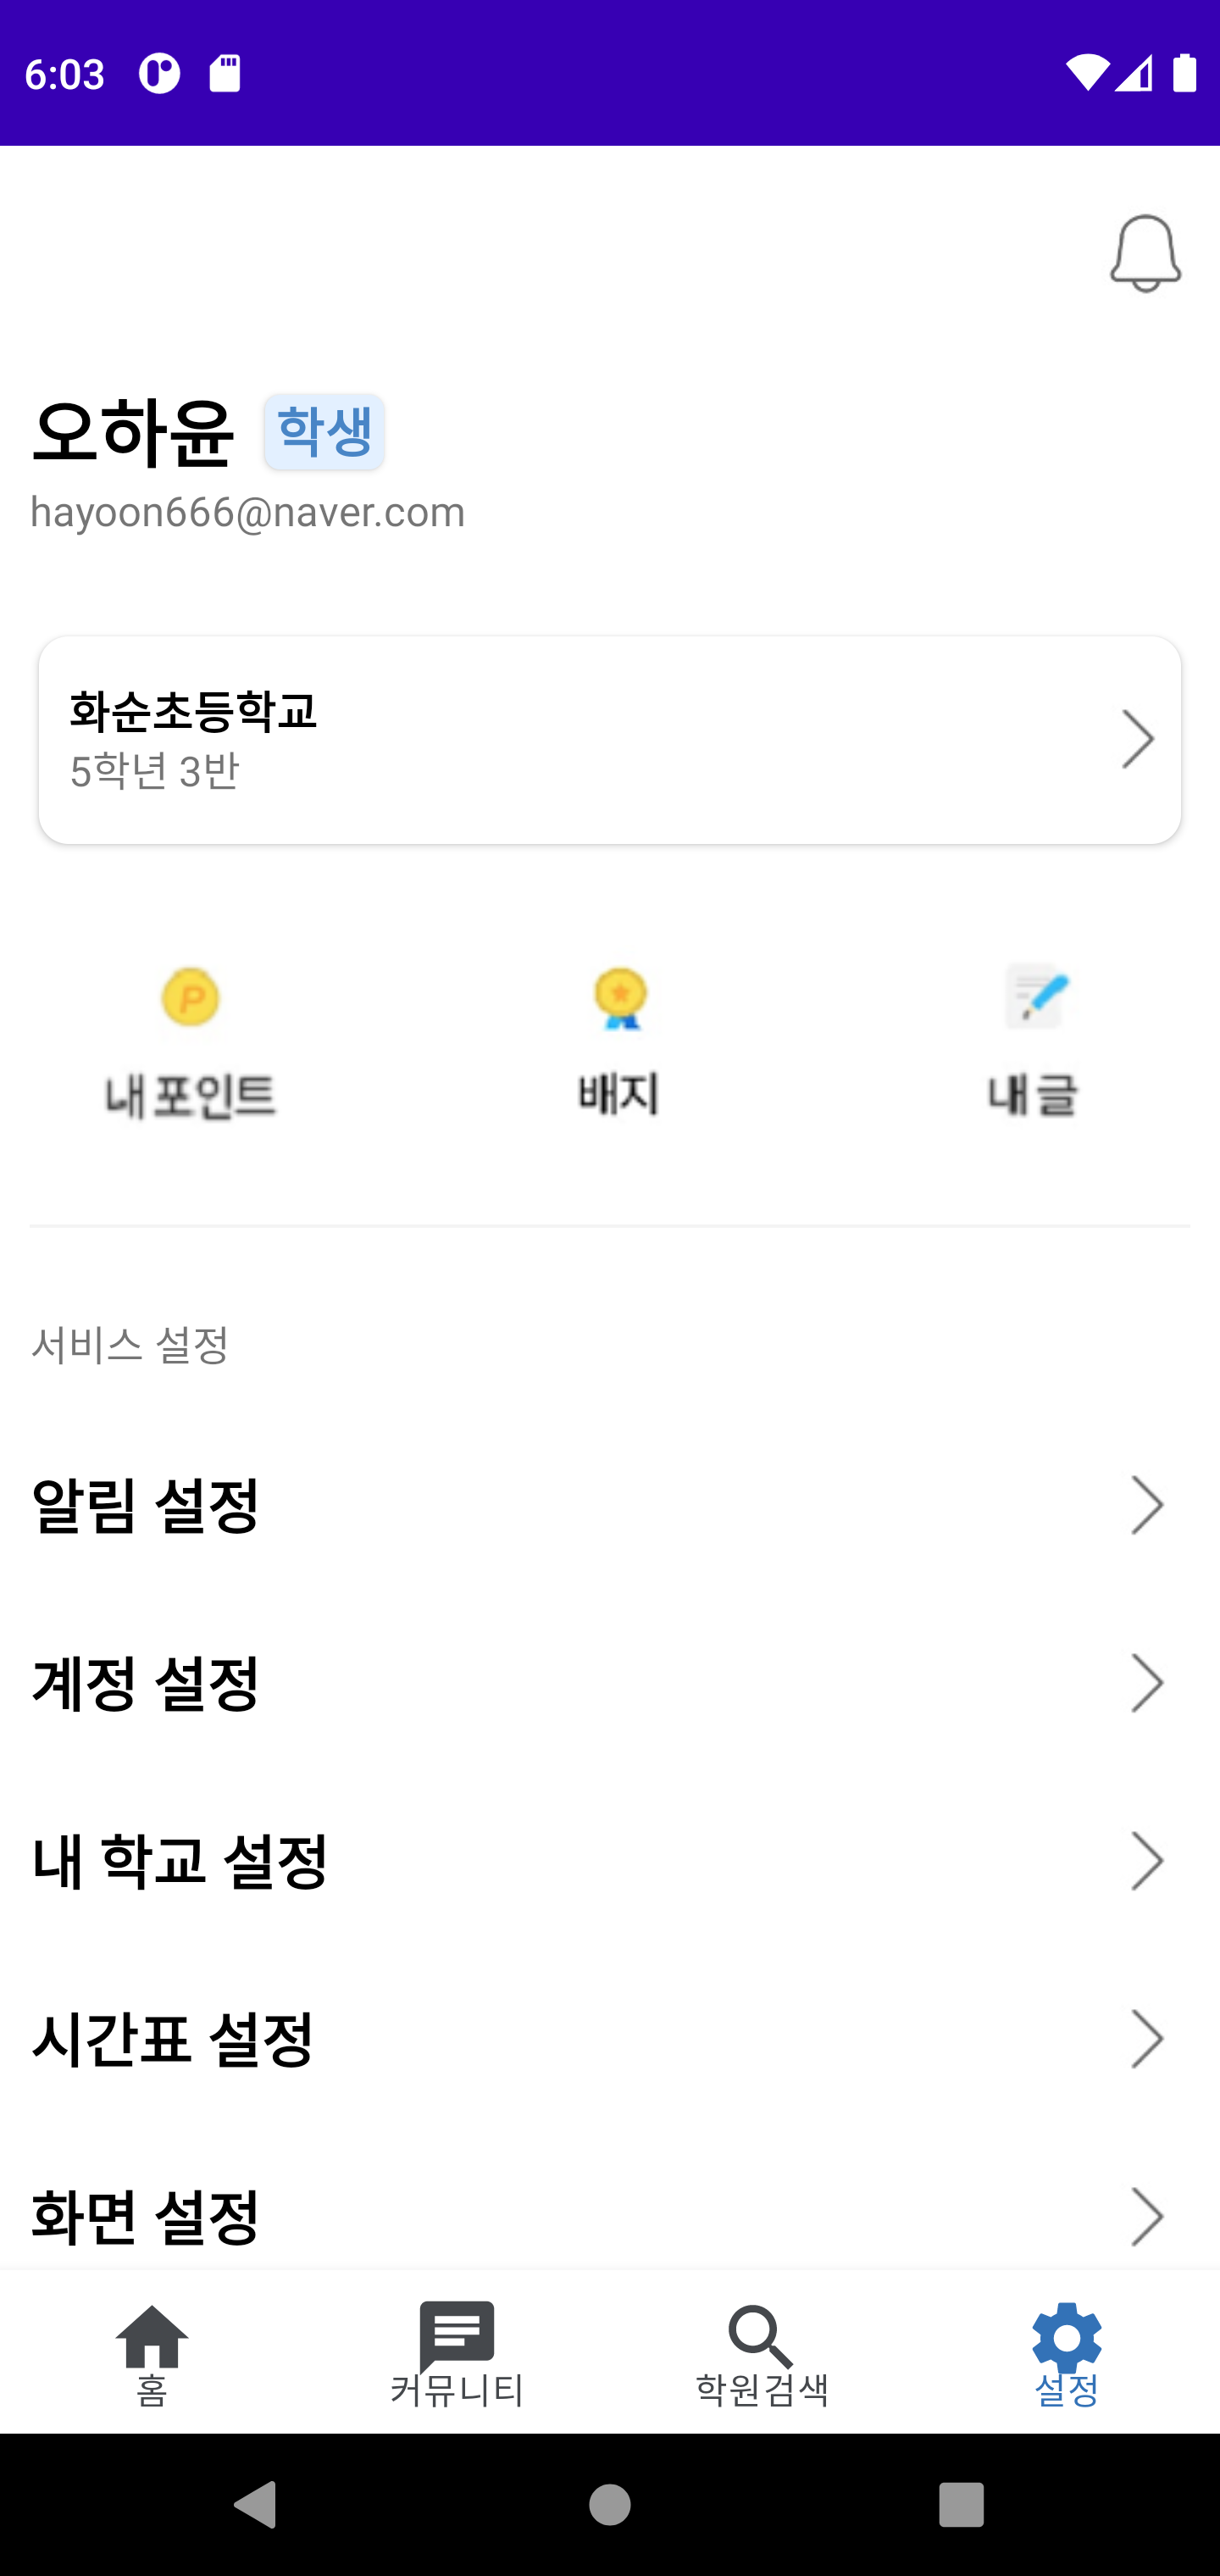 6:03
오하윤 학생
hayoon666@naver.com
화순초등학교
5학년 3반
P
내 포인트 배지 내 글
서비스 설정
알림 설정
계정 설정
내 학교 설정
시간표 설정
화면 설정
홈 커뮤니티 학원검색 설정